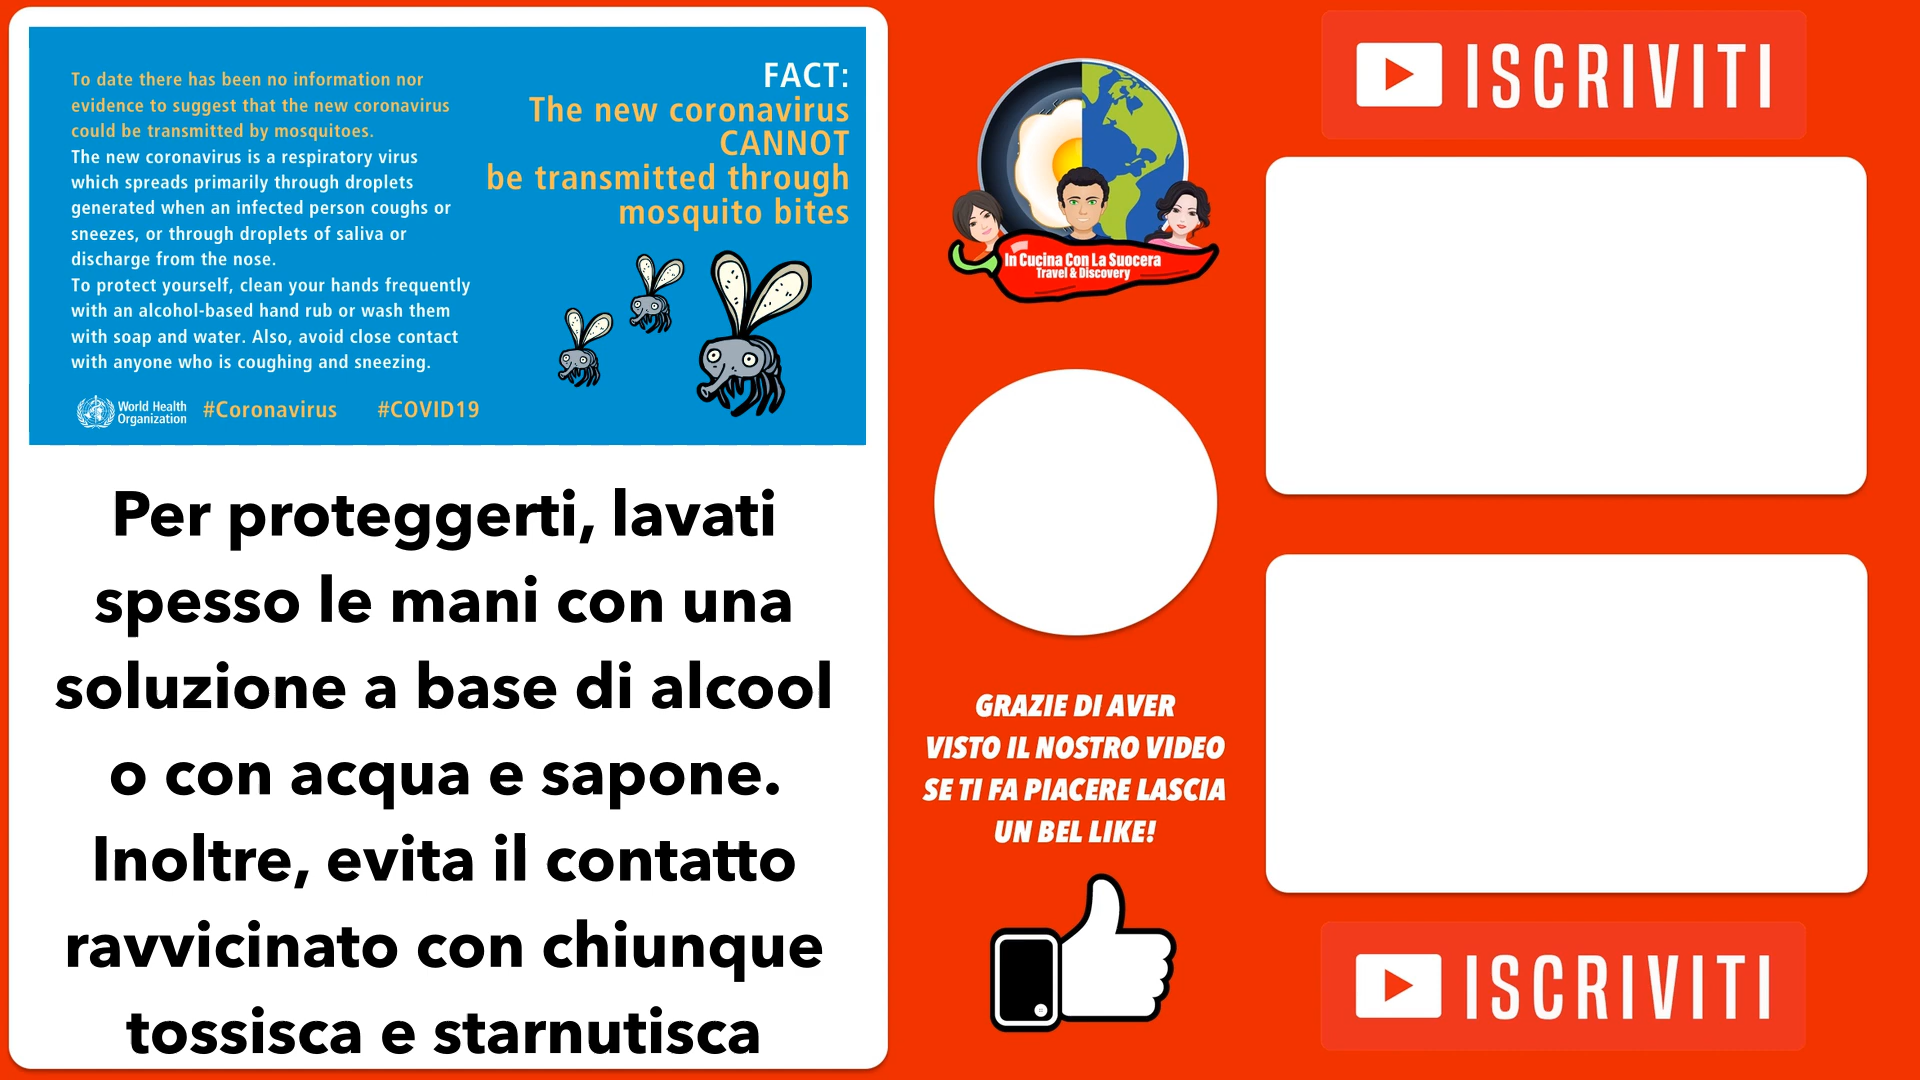 To date there has been no information nor
evidence to suggest that the new coronavirus
could be transmitted by mosquitoes.
The new coronavirus is a respiratory virus
which spreads primarily through droplets
generated when an infected person coughs or
sneezes, or through droplets of saliva or
discharge from the nose.
To protect yourself, clean your hands frequently
with an alcohol-based hand rub or wash them
with soap and water. Also, avoid close contact
with anyone who is coughing and sneezing.
World Health
Organization
#Coronavirus #COVID19
FACT:
The new coronavirus
CANNOT
be transmitted through
mosquito bites
Per proteggerti, lavati
spesso le mani con una
soluzione a base di alcool
o con acqua e sapone.
Inoltre, evita il contatto
ravvicinato con chiunque
tossisca e starnutisca
In Cucina Con La Suocera
Travel & Discovery
GRAZIE DI AVER
VISTO IL NOSTRO VIDEO
SE TI FA PIACERE LASCIA
UN BEL LIKE!
ISCRIVITI
ISCRIVITI